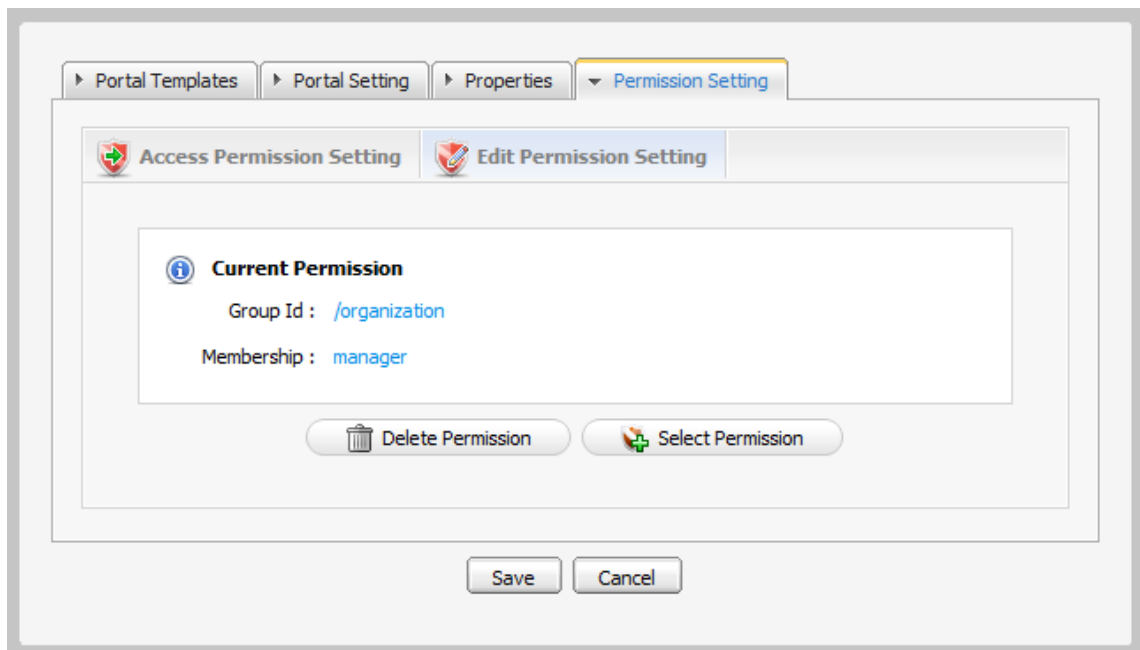 Portal Templates Portal Setting Properties Permission Setting
Access Permission Setting Edit Permission Setting
Current Permission
Group Id : /organization
Membership : manager
Delete Permission Select Permission
Save Cancel